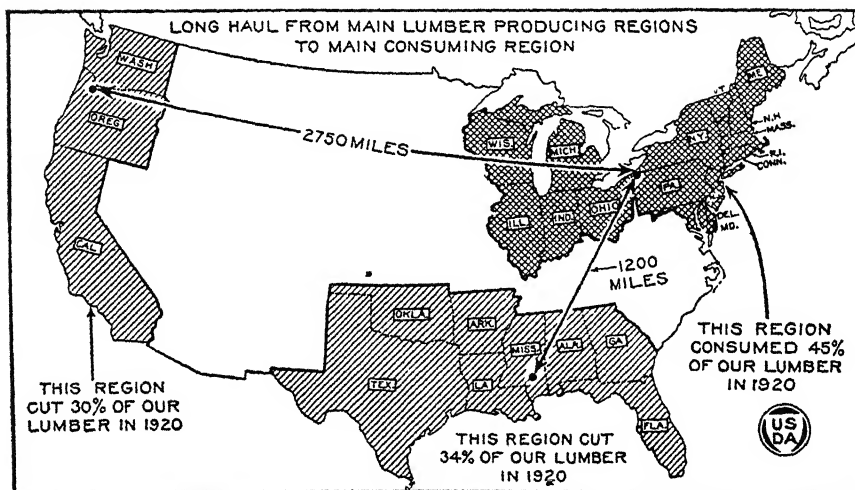 LONG HAUL FROM MAIN LUMBER PRODUCING REGIONS
TO MAIN CONSUMING REGION
WASH
OREG
CAL
2750 MILES
WIS.
MICH
ILL
IND.
OHIO
PA
N.Y.
ME
N.H
MASS.
R.I.
CONN.
DEL.
MD.
1200
MILES
OKLA
ARK
TEX
LA
MISS
ALA
GA
FLA
THIS REGION
CUT 30% OF OUR
LUMBER IN 1920
THIS REGION CUT
34% OF OUR LUMBER
IN 1920
THIS REGION
CONSUMED 45%
OF OUR LUMBER
IN 1920
US
DA